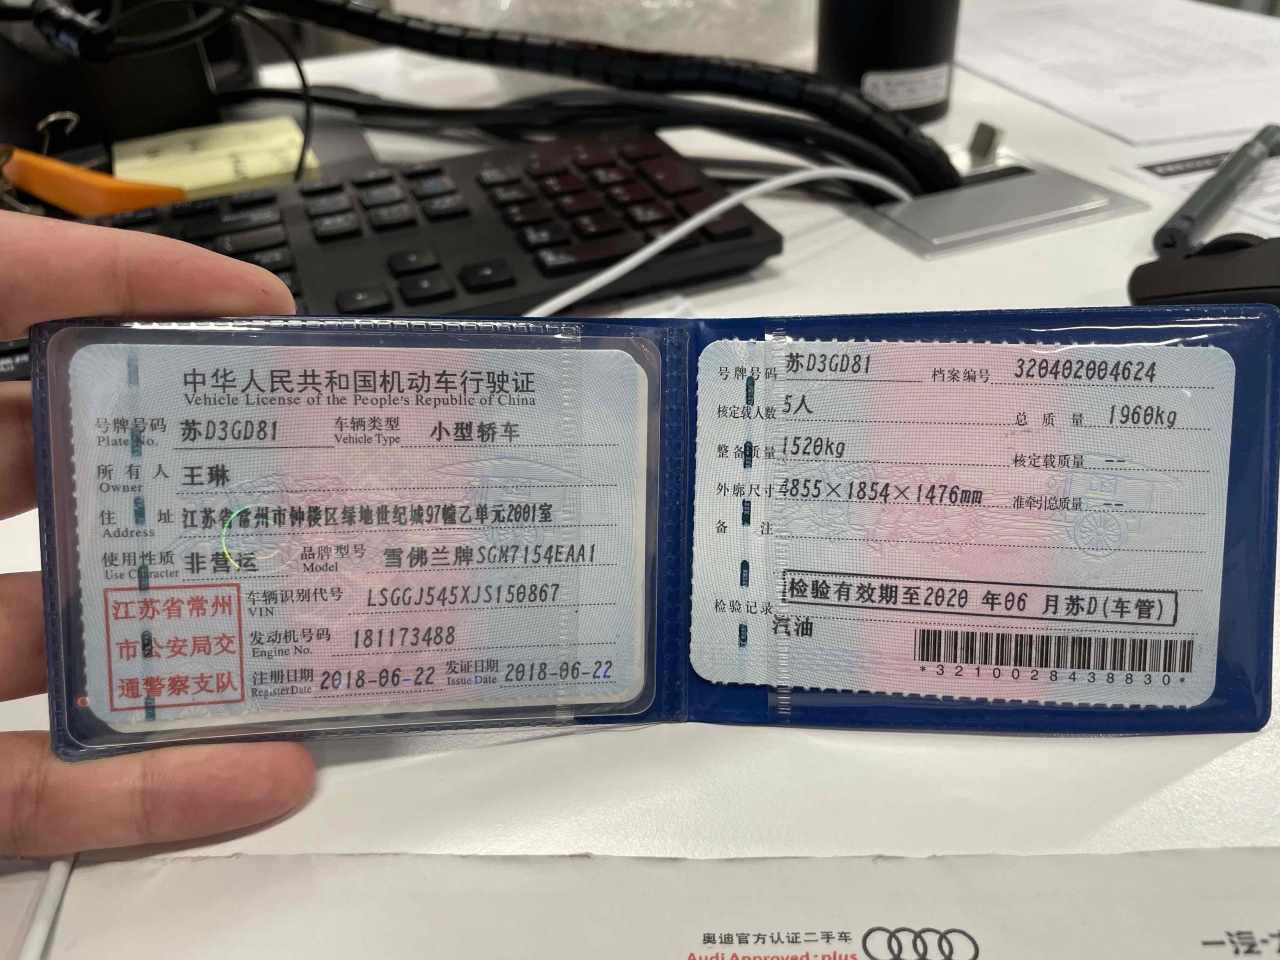 中华人民共和国机动车行驶证
Vehicle License of the People's Republic of China
号牌号码 苏D3GD81 车辆类型 小型轿车
Plate No. Vehicle Type
所有人 王琳
Owner
住址 江苏省常州市钟楼区绿地世纪城97幢乙单元2001室
Address
使用性质 非营运 品牌型号 雪佛兰牌SGM7154EAA1
Use Character Model
江苏省常州
市公安局交
通警察支队
车辆识别代号 LSGGJ545XJS150867
VIN
发动机号码 181173488
Engine No.
注册日期 2018-06-22 发证日期 2018-06-22
Register Date Issue Date
号牌号码 苏D3GD81 档案编号 320402004624
核定载人数 5人 总质量 1960kg
整备质量 1520kg 核定载质量 --
外廓尺寸 4855×1854×1476mm 准牵引总质量 --
备注
检验记录 检验有效期至2020 年06 月苏D(车管)
汽油
*3210028438830*
奥迪官方认证二手车
Audi Approved:plus
一汽-大